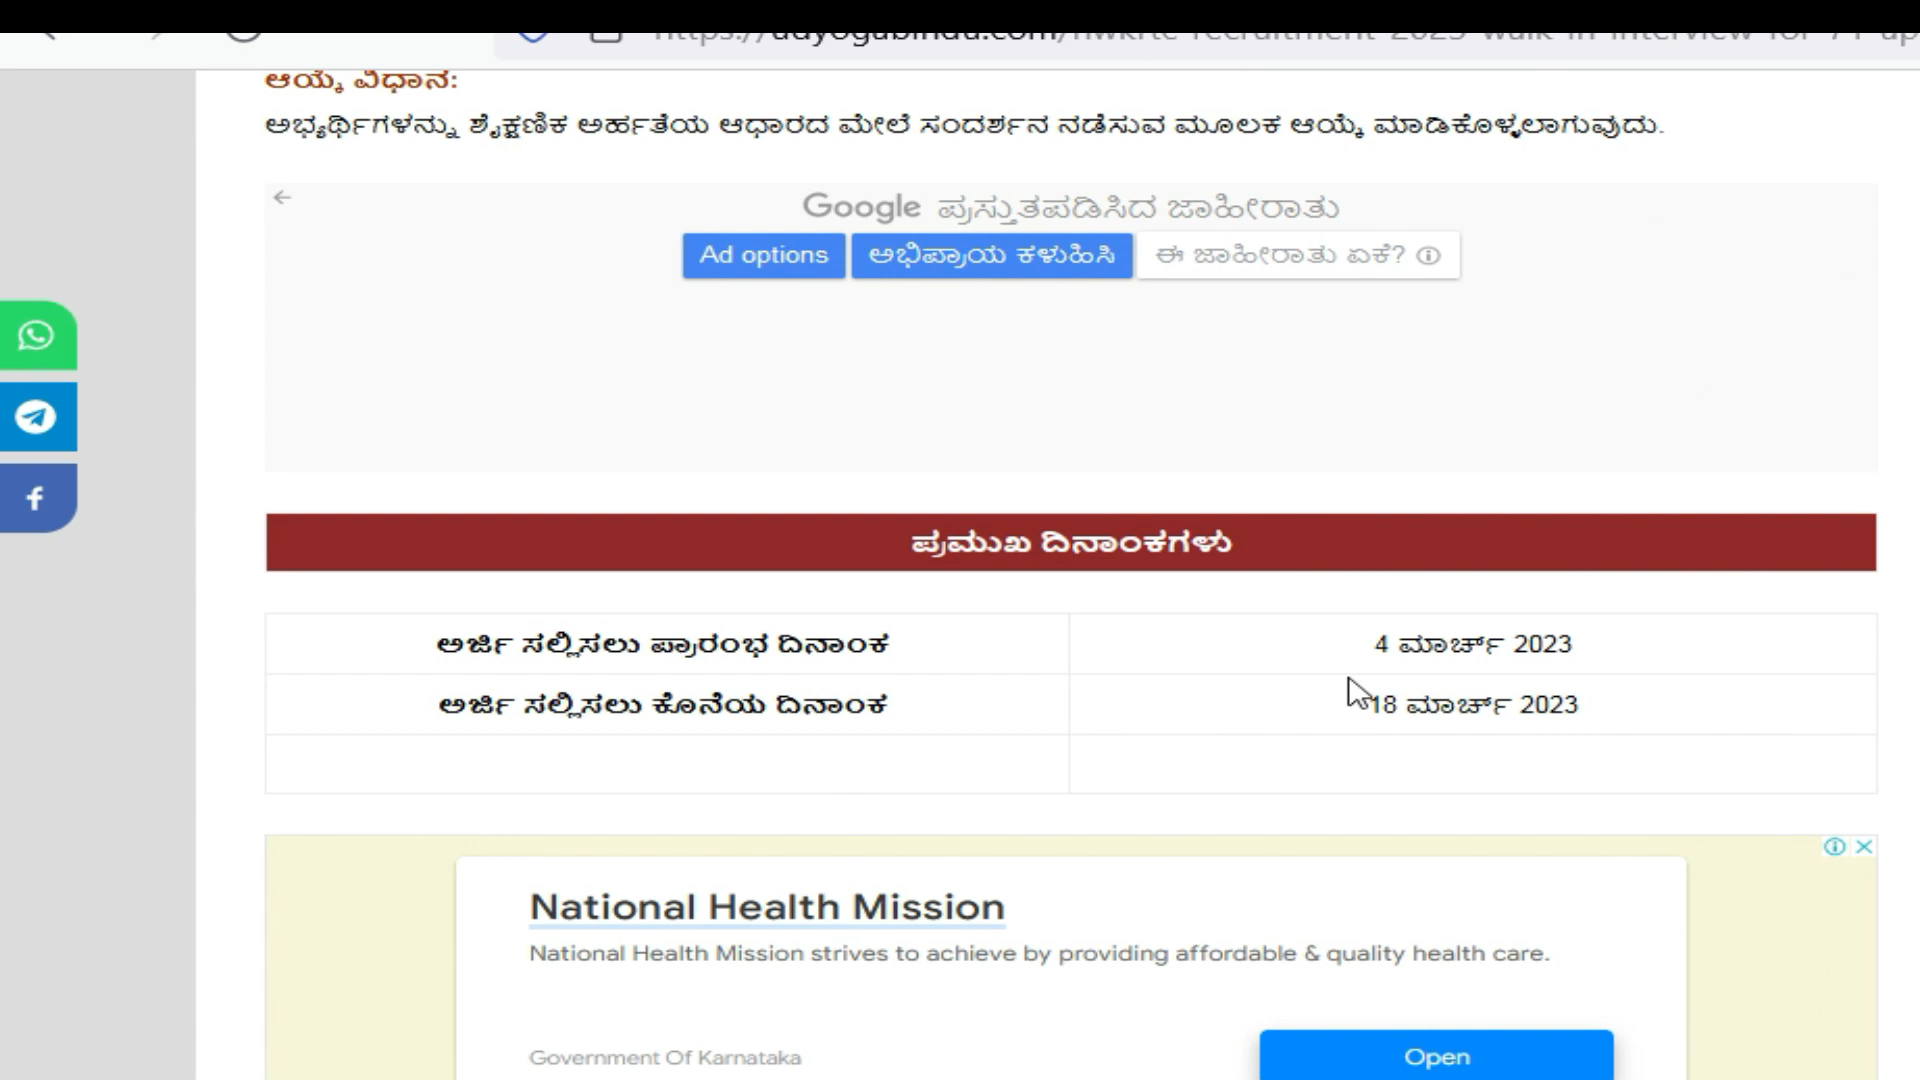 ಆಯ್ಕೆ ವಿಧಾನ:
ಅಭ್ಯರ್ಥಿಗಳನ್ನು ಶೈಕ್ಷಣಿಕ ಅರ್ಹತೆಯ ಆಧಾರದ ಮೇಲೆ ಸಂದರ್ಶನ ನಡೆಸುವ ಮೂಲಕ ಆಯ್ಕೆ ಮಾಡಿಕೊಳ್ಳಲಾಗುವುದು.
Google ಪ್ರಸ್ತುತಪಡಿಸಿದ ಜಾಹೀರಾತು
Ad options ಅಭಿಪ್ರಾಯ ಕಳುಹಿಸಿ ಈ ಜಾಹೀರಾತು ಏಕೆ?
ಪ್ರಮುಖ ದಿನಾಂಕಗಳು
ಅರ್ಜಿ ಸಲ್ಲಿಸಲು ಪ್ರಾರಂಭ ದಿನಾಂಕ 4 ಮಾರ್ಚ್ 2023
ಅರ್ಜಿ ಸಲ್ಲಿಸಲು ಕೊನೆಯ ದಿನಾಂಕ 18 ಮಾರ್ಚ್ 2023
National Health Mission
National Health Mission strives to achieve by providing affordable & quality health care.
Government Of Karnataka Open